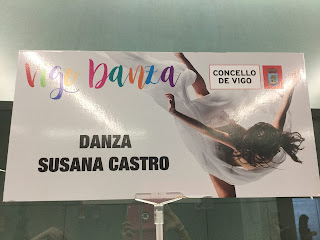 Vigo Danza
CONCELLO
DE VIGO
DANZA
SUSANA CASTRO